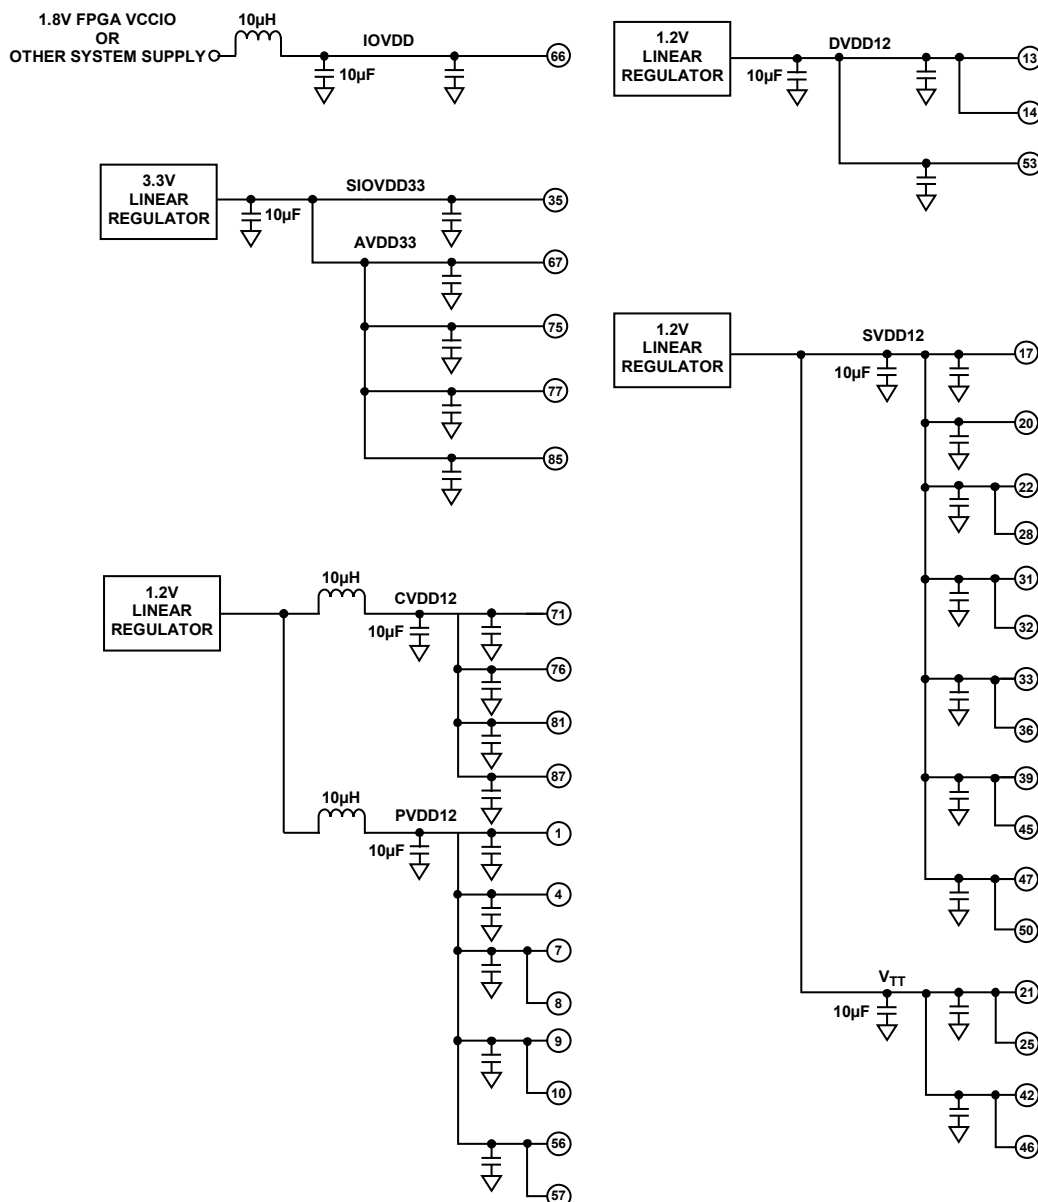 1.8V FPGA VCCIO
OR
OTHER SYSTEM SUPPLY
10µH
IOVDD
10µF
66
3.3V
LINEAR
REGULATOR
10µF
SIOVDD33
35
AVDD33
67
75
77
85
1.2V
LINEAR
REGULATOR
10µH
CVDD12
10µF
71
76
81
87
10µH
PVDD12
10µF
1
4
7
8
9
10
56
57
1.2V
LINEAR
REGULATOR
10µF
DVDD12
13
14
53
1.2V
LINEAR
REGULATOR
SVDD12
10µF
17
20
22
28
31
32
33
36
39
45
47
50
VTT
10µF
21
25
42
46